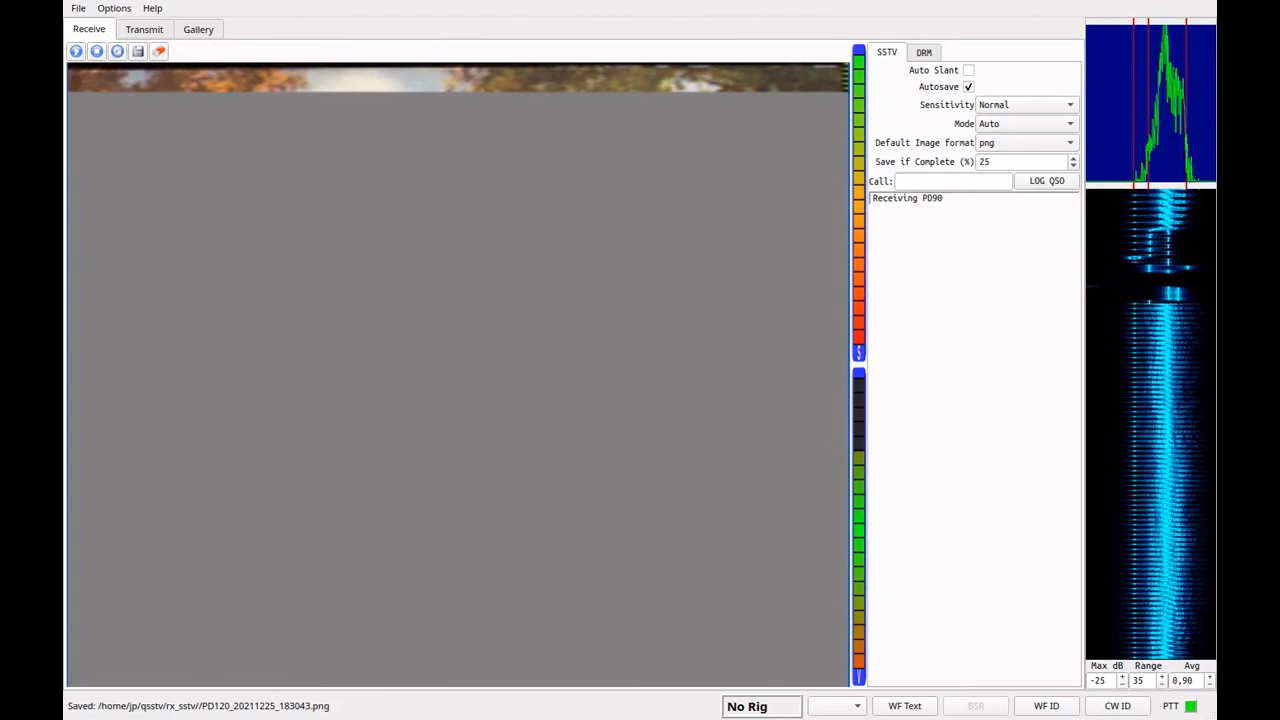 File Options Help
Receive Transmit Gallery
SSTV DRM
Auto Slant
Autosave
Sensitivity Normal
Mode Auto
Default Image format png
Save if Complete (%) 25
Call: LOG QSO
Receiving PD90
S
V
Max dB Range Avg
-25 35 0,90
Saved: /home/jp/qsstv/rx_sstv//PD120_20211225_183043.png
No Rig WF Text BSR WF ID CW ID PTT